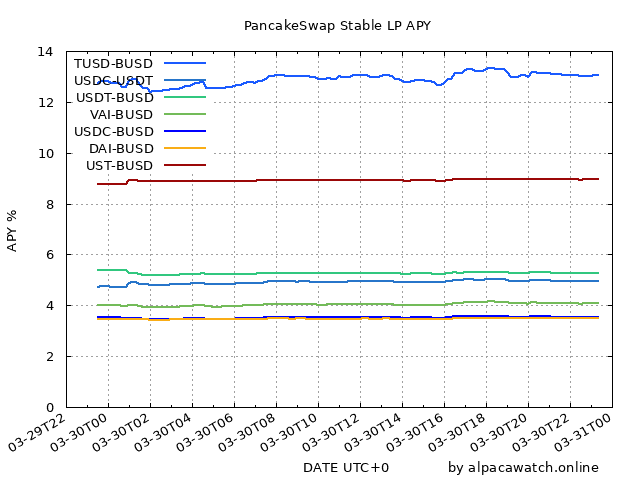 PancakeSwap Stable LP APY
14
12
10
8
6
4
2
0
APY %
TUSD-BUSD
USDC-USDT
USDT-BUSD
VAI-BUSD
USDC-BUSD
DAI-BUSD
UST-BUSD
03-29T22
03-30T00
03-30T02
03-30T04
03-30T06
03-30T08
03-30T10
03-30T12
03-30T14
03-30T16
03-30T18
03-30T20
03-30T22
03-31T00
DATE UTC+0
by alpacawatch.online